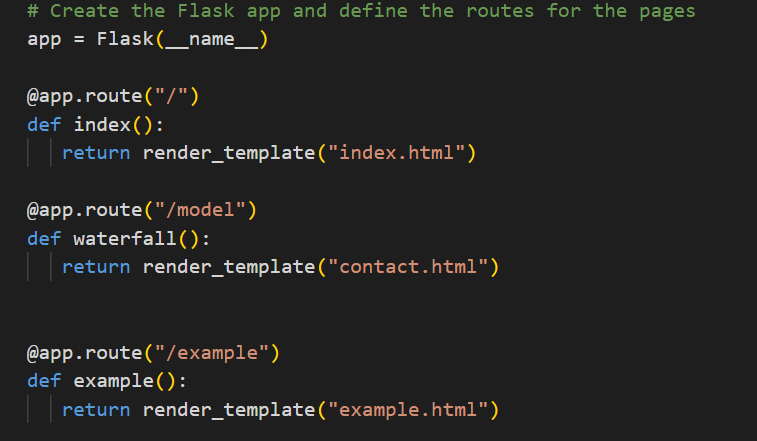 # Create the Flask app and define the routes for the pages
app = Flask(__name__)
@app.route("/")
def index():
return render_template("index.html")
@app.route("/model")
def waterfall():
return render_template("contact.html")
@app.route("/example")
def example():
return render_template("example.html")